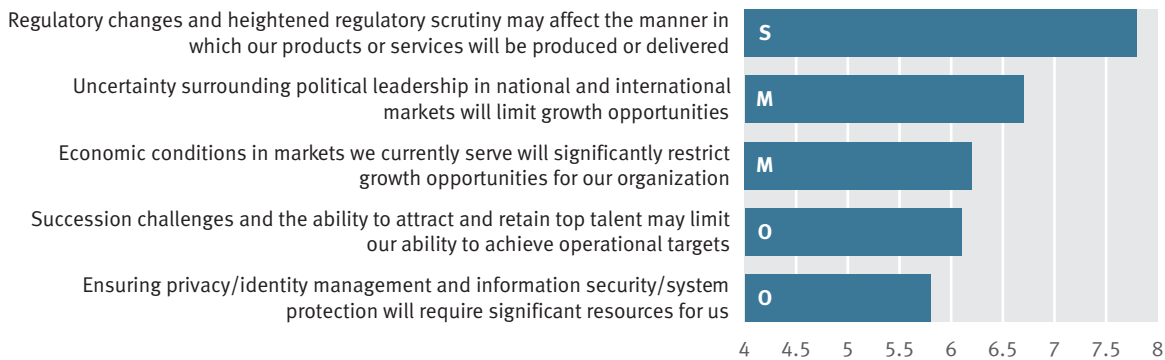 Regulatory changes and heightened regulatory scrutiny may affect the manner in
which our products or services will be produced or delivered
S
Uncertainty surrounding political leadership in national and international
markets will limit growth opportunities
M
Economic conditions in markets we currently serve will significantly restrict
growth opportunities for our organization
M
Succession challenges and the ability to attract and retain top talent may limit
our ability to achieve operational targets
O
Ensuring privacy/identity management and information security/system
protection will require significant resources for us
O
4 4.5 5 5.5 6 6.5 7 7.5 8